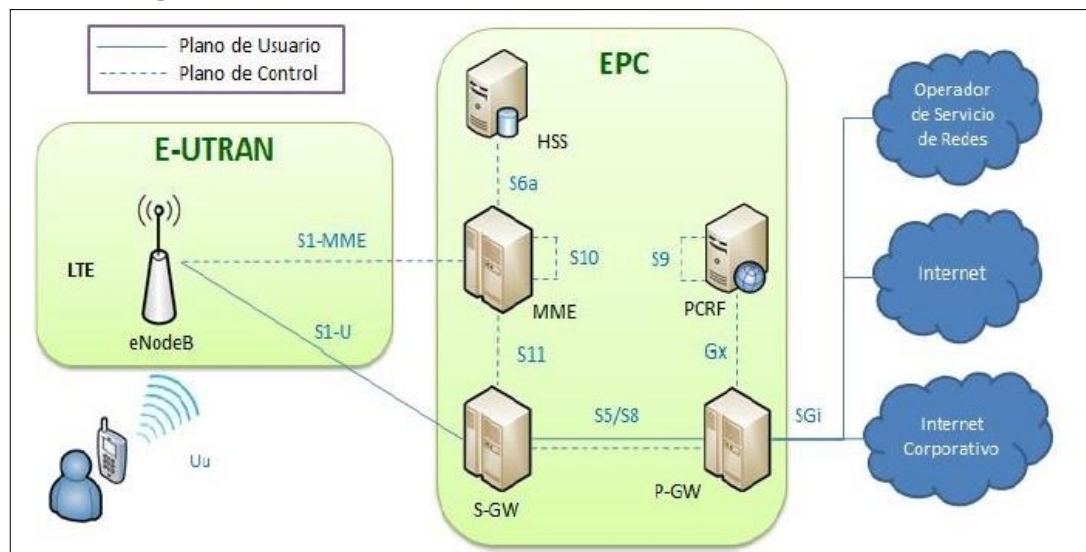 Plano de Usuario
Plano de Control
EPC
E-UTRAN
HSS
S6a
S1-MME
LTE
S10
S9
MME
PCRF
eNodeB
S1-U
S11
Gx
S5/S8
SGi
Uu
S-GW
P-GW
Operador
de Servicio
de Redes
Internet
Internet
Corporativo